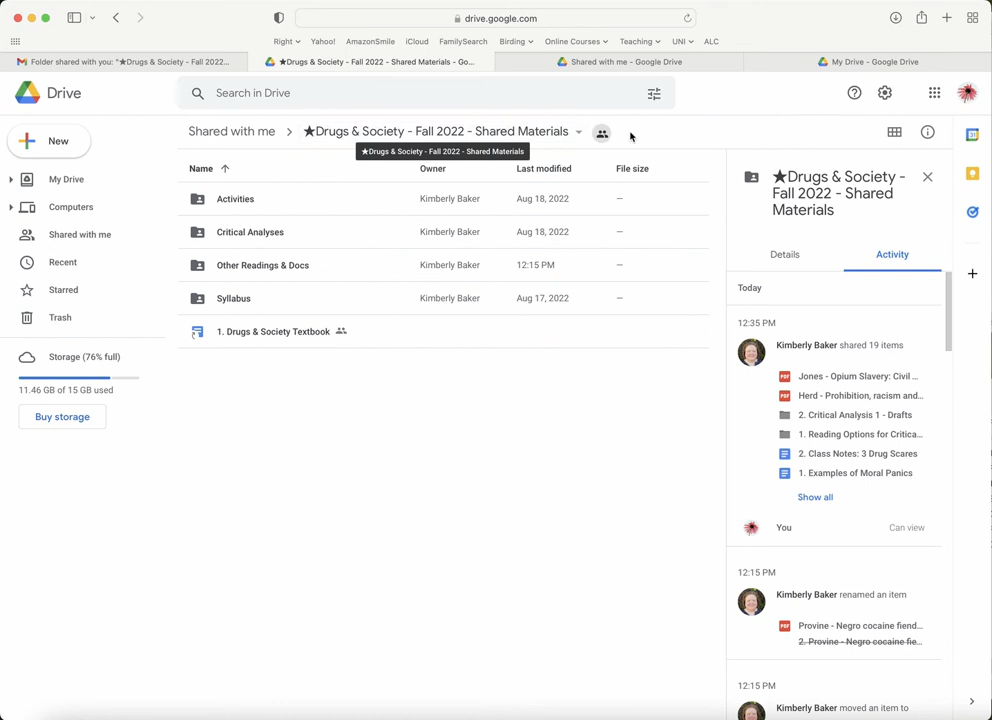 drive.google.com
Right
Yahoo!
AmazonSmile
iCloud
FamilySearch
Birding
Online Courses
Teaching
UNI
ALC
Folder shared with you: "★Drugs & Society - Fall 2022...
★Drugs & Society - Fall 2022 - Shared Materials - Go...
Shared with me - Google Drive
My Drive - Google Drive
Drive
Search in Drive
New
My Drive
Computers
Shared with me
Recent
Starred
Trash
Storage (76% full)
11.46 GB of 15 GB used
Buy storage
Shared with me
★Drugs & Society - Fall 2022 - Shared Materials
★Drugs & Society - Fall 2022 - Shared Materials
Name Owner Last modified File size
Activities Kimberly Baker Aug 18, 2022 —
Critical Analyses Kimberly Baker Aug 18, 2022 —
Other Readings & Docs Kimberly Baker 12:15 PM —
Syllabus Kimberly Baker Aug 17, 2022 —
1. Drugs & Society Textbook
★Drugs & Society -
Fall 2022 - Shared
Materials
Details
Activity
Today
12:35 PM
Kimberly Baker shared 19 items
PDF Jones - Opium Slavery: Civil ...
PDF Herd - Prohibition, racism and...
2. Critical Analysis 1 - Drafts
1. Reading Options for Critica...
2. Class Notes: 3 Drug Scares
1. Examples of Moral Panics
Show all
You Can view
12:15 PM
Kimberly Baker renamed an item
PDF Provine - Negro cocaine fiend...
2. Provine - Negro cocaine fie...
12:15 PM
Kimberly Baker moved an item to
31